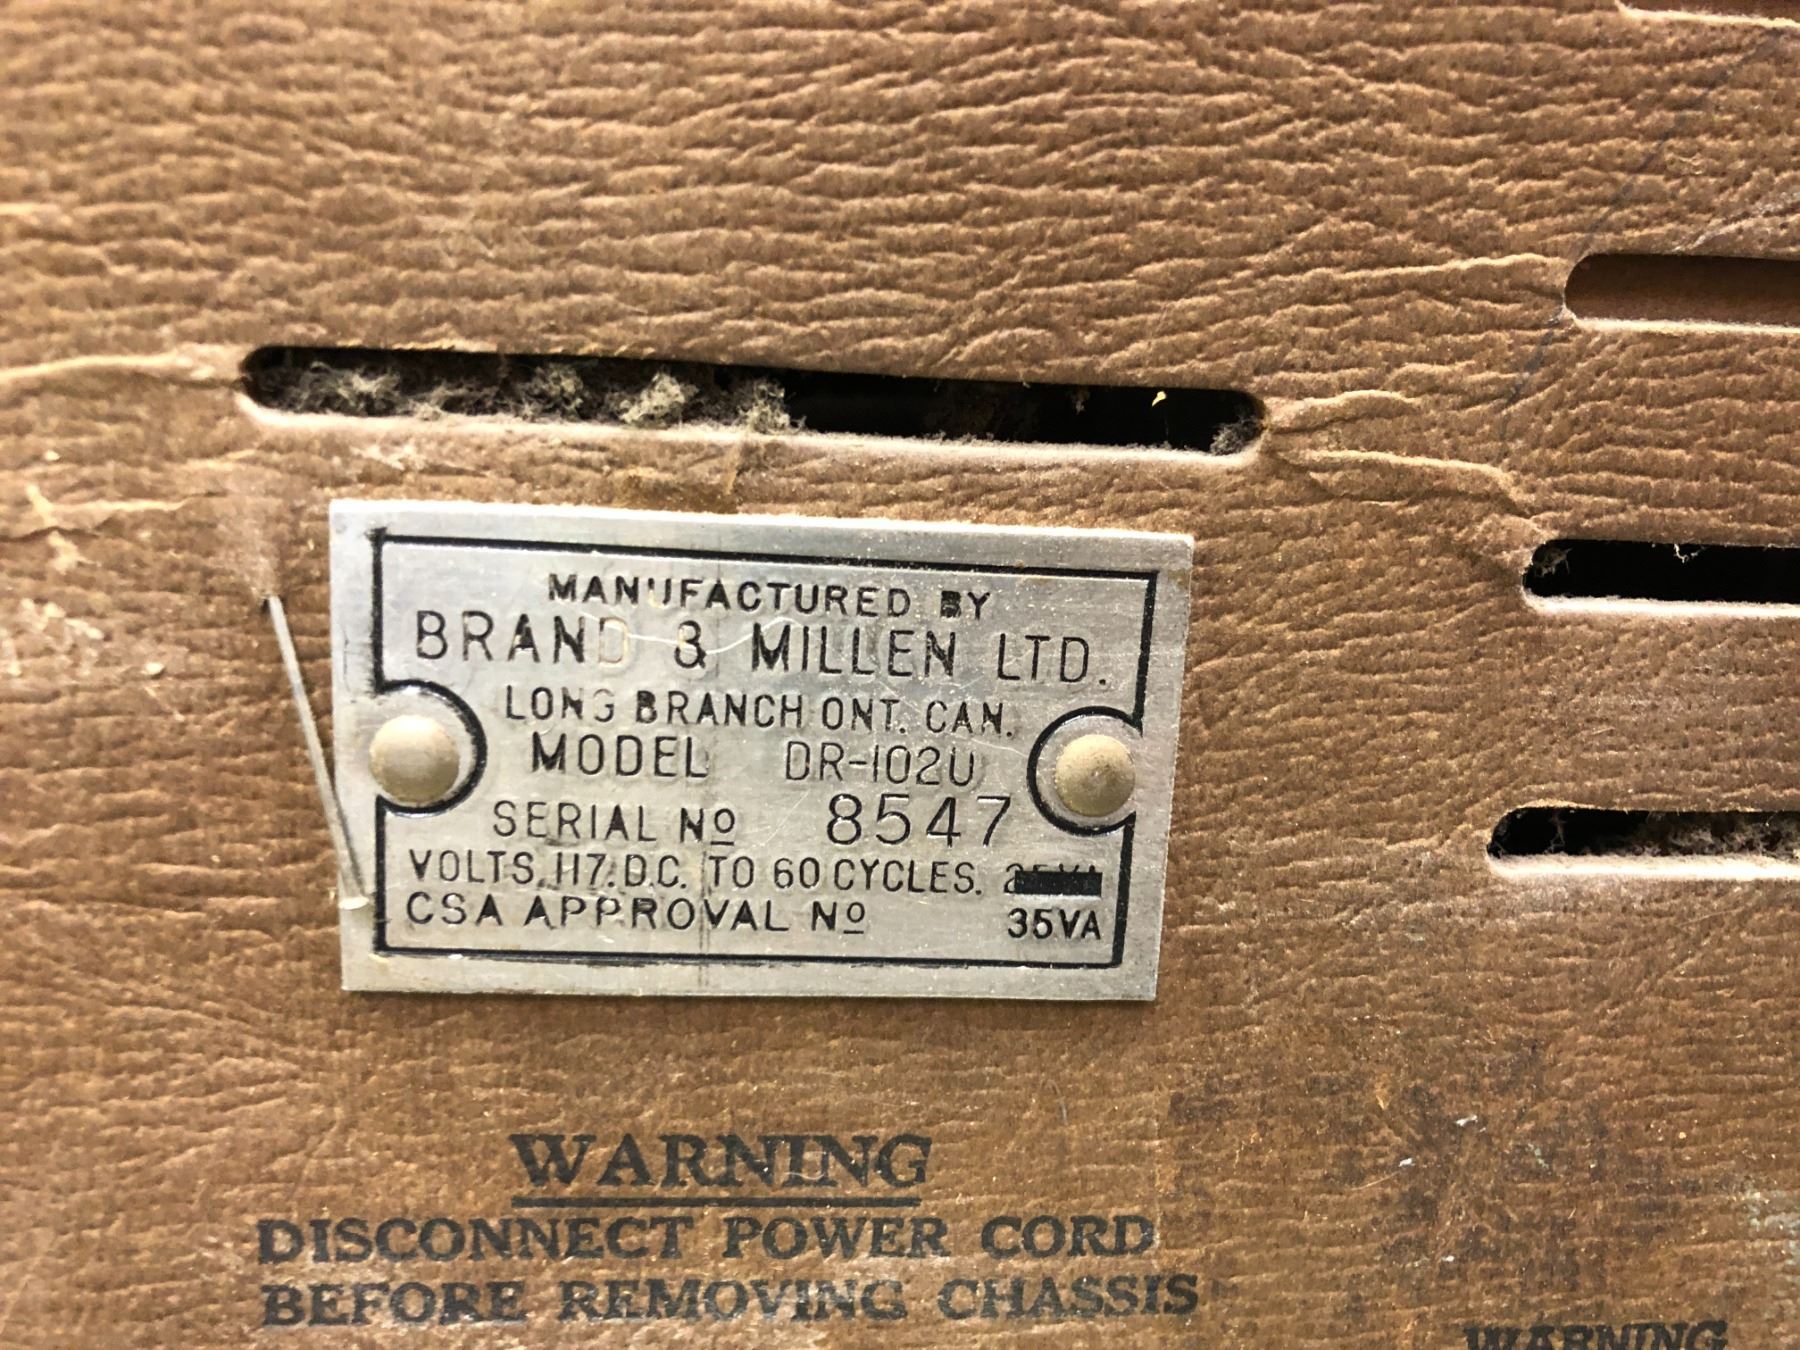 MANUFACTURED BY
BRAND & MILLEN LTD.
LONG BRANCH ONT. CAN.
MODEL DR-102U
SERIAL Nº 8547
VOLTS. 117. D.C. TO 60 CYCLES.
CSA APPROVAL Nº 35VA
WARNING
DISCONNECT POWER CORD
BEFORE REMOVING CHASSIS
WARNING